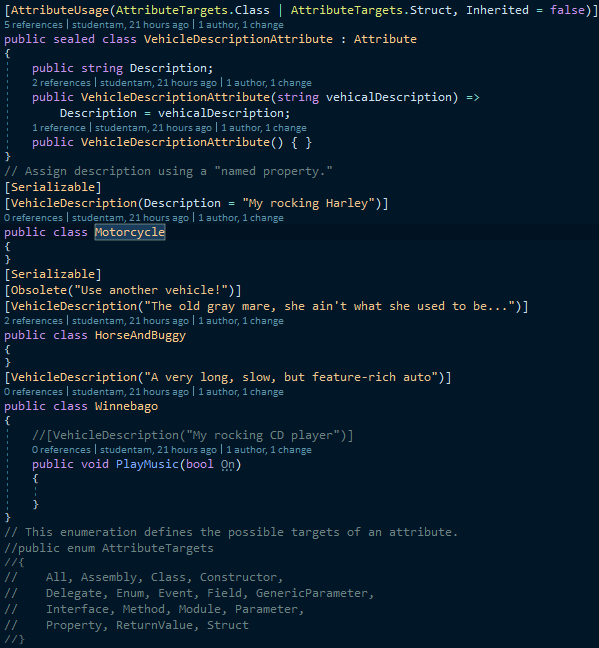 [AttributeUsage(AttributeTargets.Class | AttributeTargets.Struct, Inherited = false)]
5 references | studentam, 21 hours ago | 1 author, 1 change
public sealed class VehicleDescriptionAttribute : Attribute
{
public string Description;
2 references | studentam, 21 hours ago | 1 author, 1 change
public VehicleDescriptionAttribute(string vehicalDescription) =>
Description = vehicalDescription;
1 reference | studentam, 21 hours ago | 1 author, 1 change
public VehicleDescriptionAttribute() { }
}
// Assign description using a "named property."
[Serializable]
[VehicleDescription(Description = "My rocking Harley")]
0 references | studentam, 21 hours ago | 1 author, 1 change
public class Motorcycle
{
}
[Serializable]
[Obsolete("Use another vehicle!")]
[VehicleDescription("The old gray mare, she ain't what she used to be...")]
2 references | studentam, 21 hours ago | 1 author, 1 change
public class HorseAndBuggy
{
}
[VehicleDescription("A very long, slow, but feature-rich auto")]
0 references | studentam, 21 hours ago | 1 author, 1 change
public class Winnebago
{
//[VehicleDescription("My rocking CD player")]
0 references | studentam, 21 hours ago | 1 author, 1 change
public void PlayMusic(bool On)
{
}
}
// This enumeration defines the possible targets of an attribute.
//public enum AttributeTargets
//{
// All, Assembly, Class, Constructor,
// Delegate, Enum, Event, Field, GenericParameter,
// Interface, Method, Module, Parameter,
// Property, ReturnValue, Struct
//}